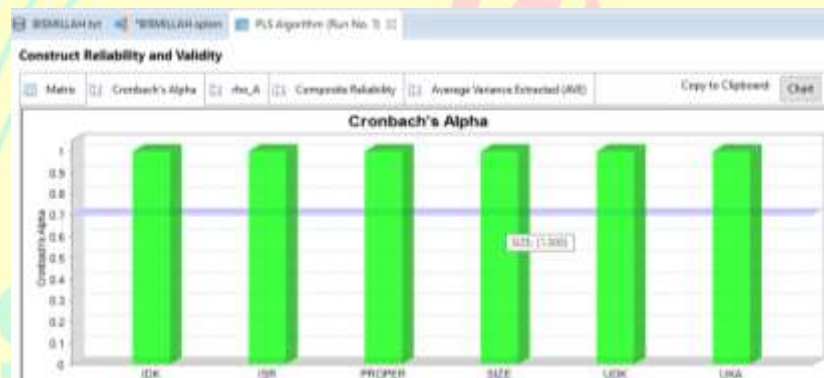 BISMILLAH.txt *BISMILLAH.splsm PLS Algorithm (Run No. 1)
Construct Reliability and Validity
Matrix Cronbach's Alpha rho_A Composite Reliability Average Variance Extracted (AVE) Copy to Clipboard: Chart
Cronbach's Alpha
1
0.9
0.8
0.7
0.6
0.5
0.4
0.3
0.2
0.1
0
Cronbach's Alpha
SIZE: [1.000]
IDK ISR PROPER SIZE UDK UKA